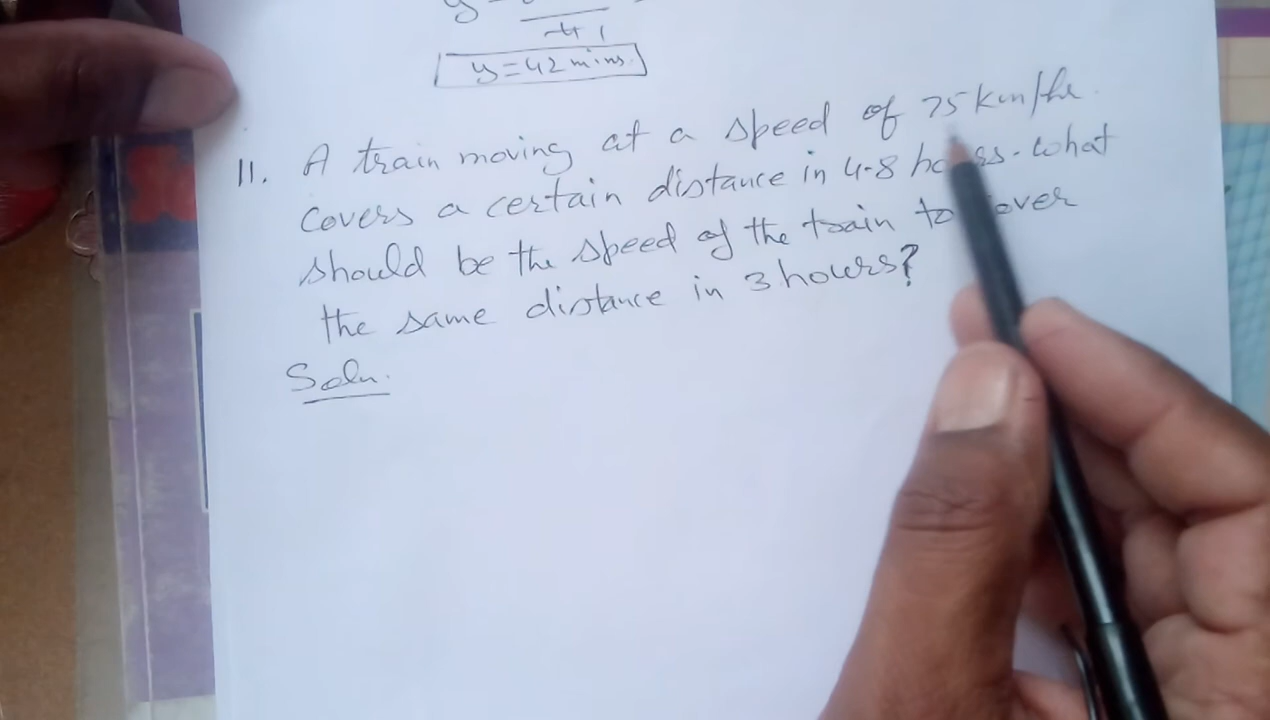 y=42 mins.
11. A train moving at a speed of 75 km/hr.
covers a certain distance in 4.8 hours. What
should be the speed of the train to cover
the same distance in 3 hours?
Soln.